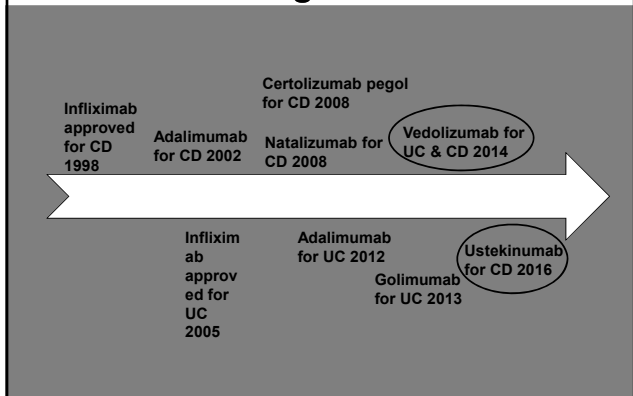 Infliximab
approved
for CD
1998
Adalimumab
for CD 2002
Certolizumab pegol
for CD 2008
Natalizumab for
CD 2008
Vedolizumab for
UC & CD 2014
Inflixim
ab
approv
ed for
UC
2005
Adalimumab
for UC 2012
Golimumab
for UC 2013
Ustekinumab
for CD 2016